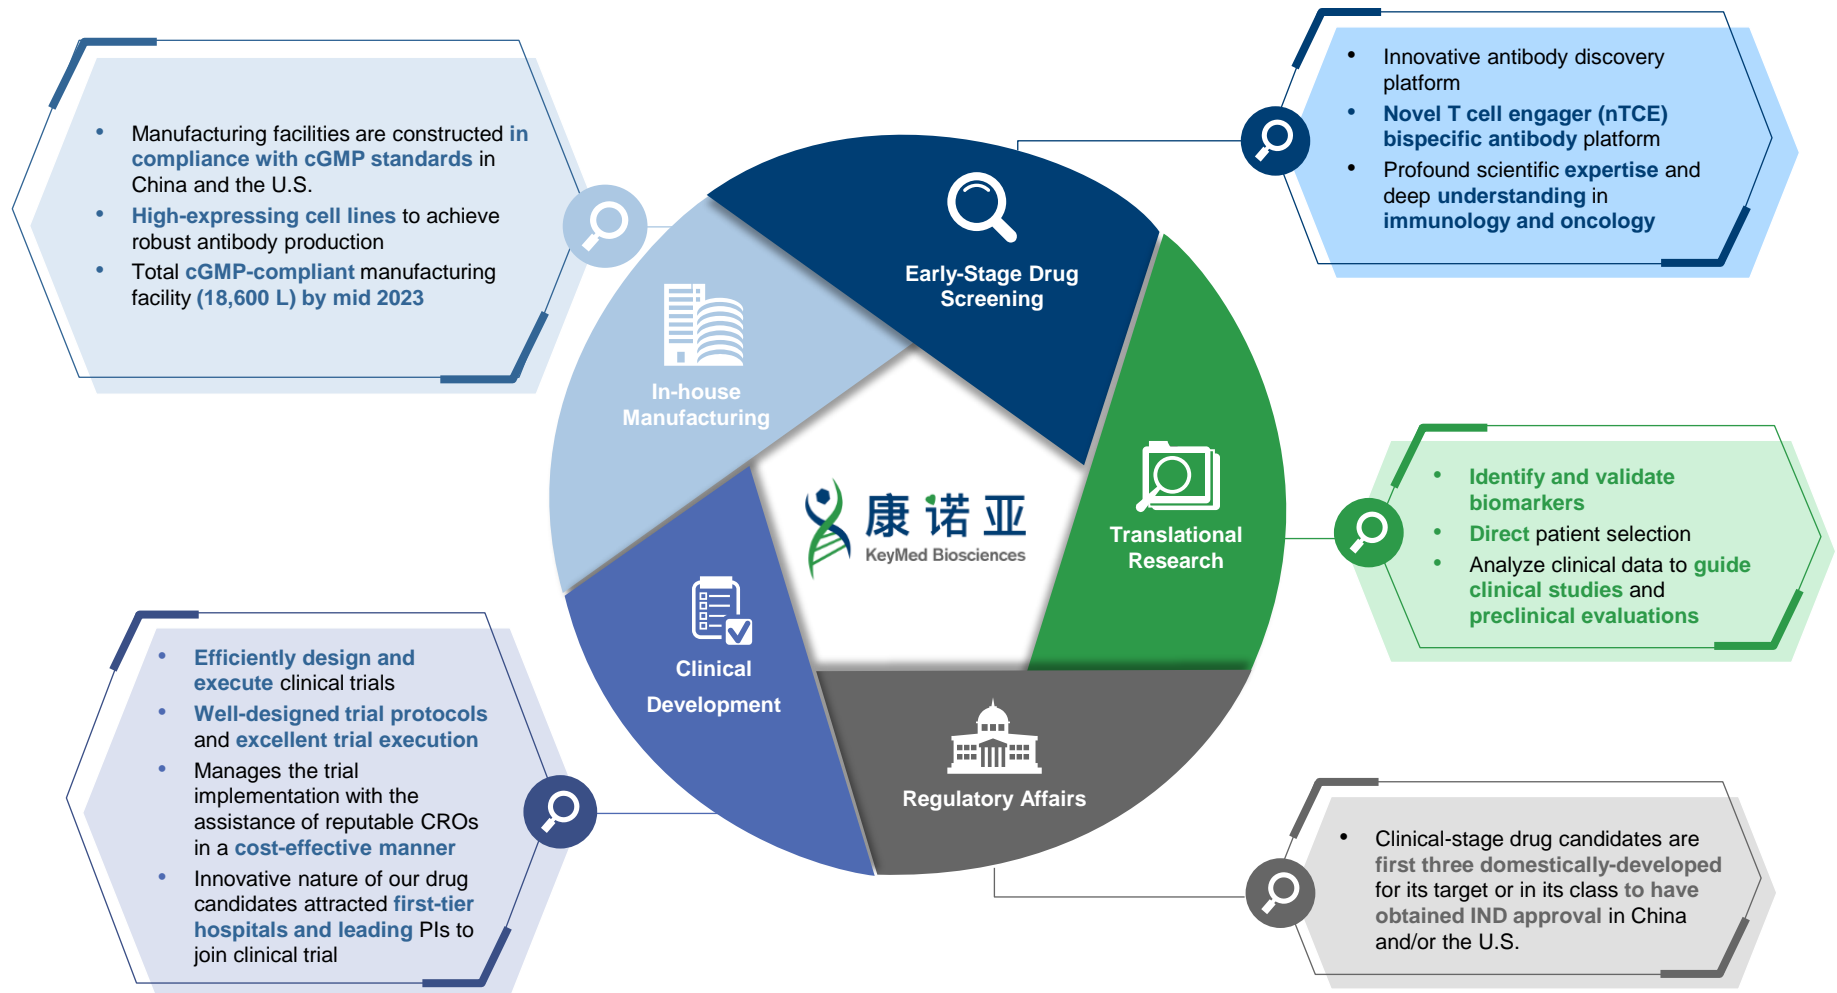 • Manufacturing facilities are constructed in
compliance with cGMP standards in
China and the U.S.
• High-expressing cell lines to achieve
robust antibody production
• Total cGMP-compliant manufacturing
facility (18,600 L) by mid 2023
• Innovative antibody discovery
platform
• Novel T cell engager (nTCE)
bispecific antibody platform
• Profound scientific expertise and
deep understanding in
immunology and oncology
Early-Stage Drug
Screening
In-house
Manufacturing
康诺亚
KeyMed Biosciences
Translational
Research
• Identify and validate
biomarkers
• Direct patient selection
• Analyze clinical data to guide
clinical studies and
preclinical evaluations
Clinical
Development
Regulatory Affairs
• Efficiently design and
execute clinical trials
• Well-designed trial protocols
and excellent trial execution
• Manages the trial
implementation with the
assistance of reputable CROs
in a cost-effective manner
• Innovative nature of our drug
candidates attracted first-tier
hospitals and leading PIs to
join clinical trial
• Clinical-stage drug candidates are
first three domestically-developed
for its target or in its class to have
obtained IND approval in China
and/or the U.S.